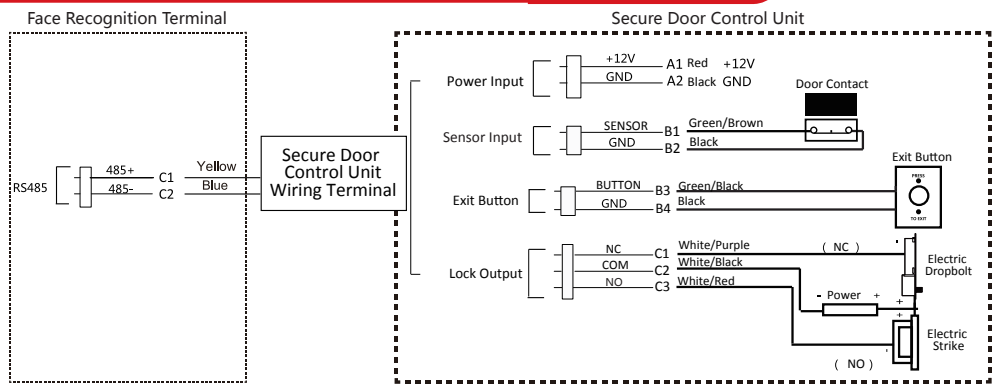 Face Recognition Terminal
Secure Door Control Unit
RS485
485+ C1 Yellow
485- C2 Blue
Secure Door
Control Unit
Wiring Terminal
Power Input
+12V A1 Red +12V
GND A2 Black GND
Sensor Input
SENSOR B1 Green/Brown
GND B2 Black
Door Contact
Exit Button
BUTTON B3 Green/Black
GND B4 Black
Exit Button
PRESS
TO EXIT
Lock Output
NC C1 White/Purple ( NC )
COM C2 White/Black
NO C3 White/Red
- Power +
-
+
Electric
Dropbolt
+
-
Electric
Strike
( NO )